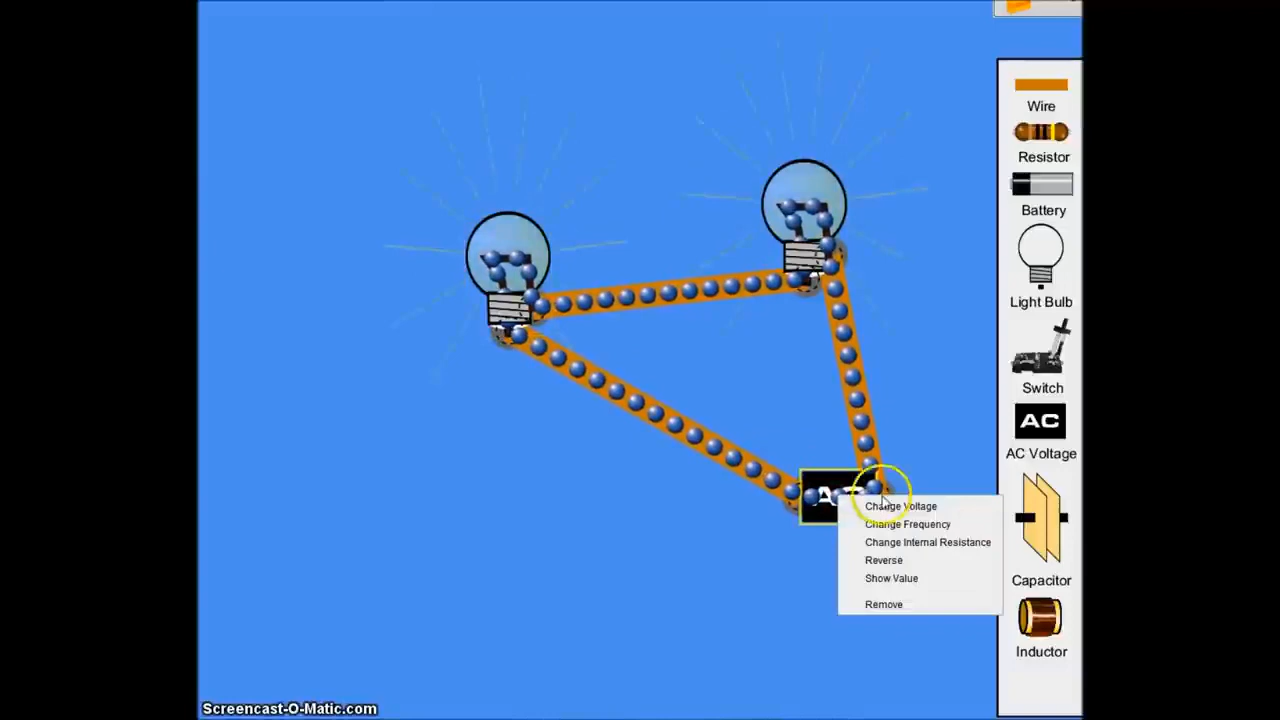 Wire
Resistor
Battery
Light Bulb
Switch
AC
AC Voltage
Capacitor
Inductor
AC
Change Voltage
Change Frequency
Change Internal Resistance
Reverse
Show Value
Remove
Screencast-O-Matic.com